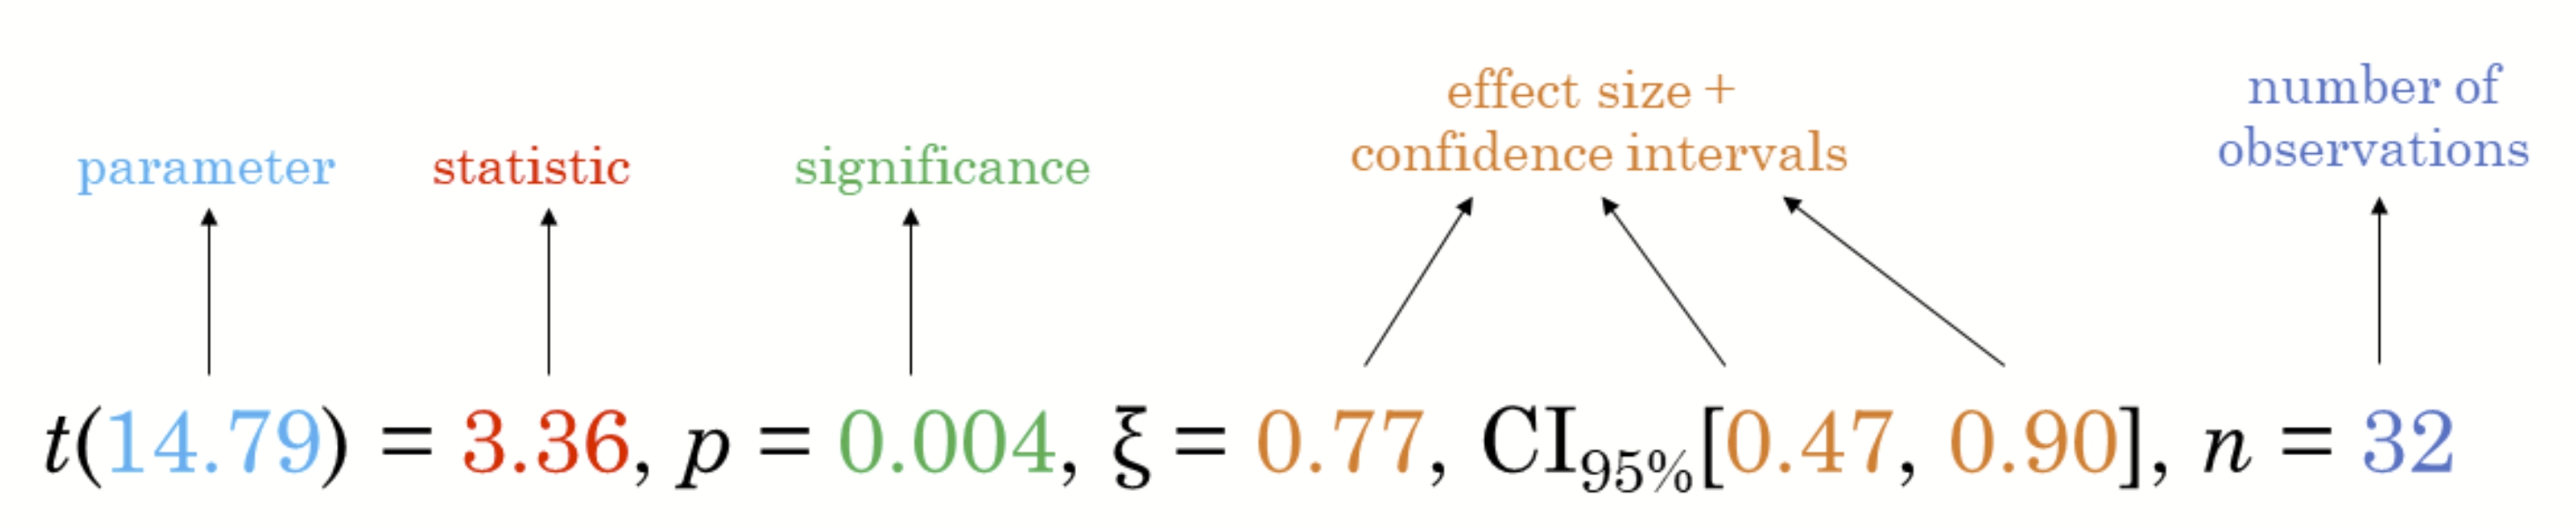 effect size +
number of
parameter statistic significance confidence intervals observations
t(14.79) = 3.36, p = 0.004, ξ = 0.77, CI95%[0.47, 0.90], n = 32